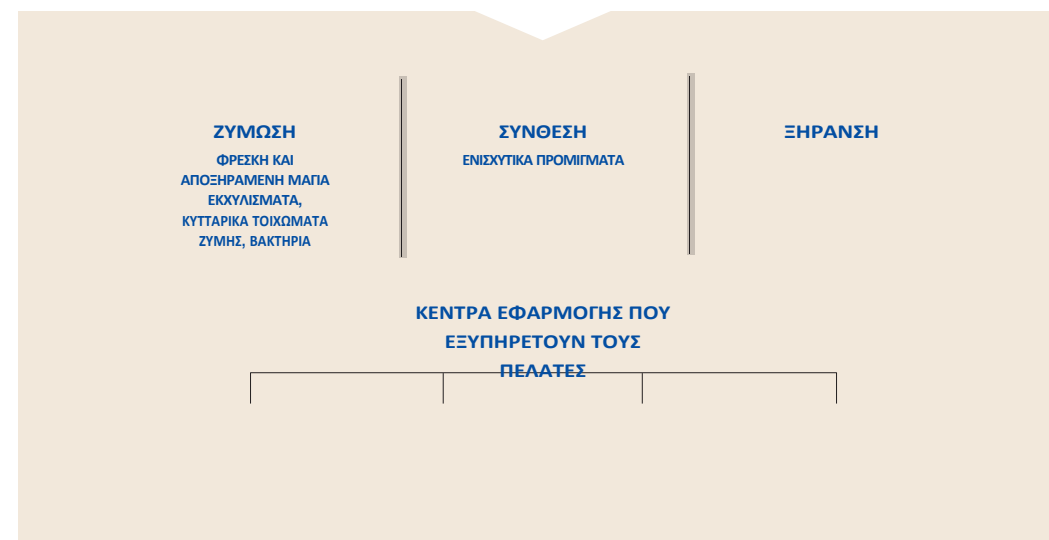 ΖΥΜΩΣΗ
ΦΡΕΣΚΗ ΚΑΙ
ΑΠΟΞΗΡΑΜΕΝΗ ΜΑΓΙΑ
ΕΚΧΥΛΙΣΜΑΤΑ,
ΚΥΤΤΑΡΙΚΑ ΤΟΙΧΩΜΑΤΑ
ΖΥΜΗΣ, ΒΑΚΤΗΡΙΑ
ΣΥΝΘΕΣΗ
ΕΝΙΣΧΥΤΙΚΑ ΠΡΟΜΙΓΜΑΤΑ
ΞΗΡΑΝΣΗ
ΚΕΝΤΡΑ ΕΦΑΡΜΟΓΗΣ ΠΟΥ
ΕΞΥΠΗΡΕΤΟΥΝ ΤΟΥΣ
ΠΕΛΑΤΕΣ